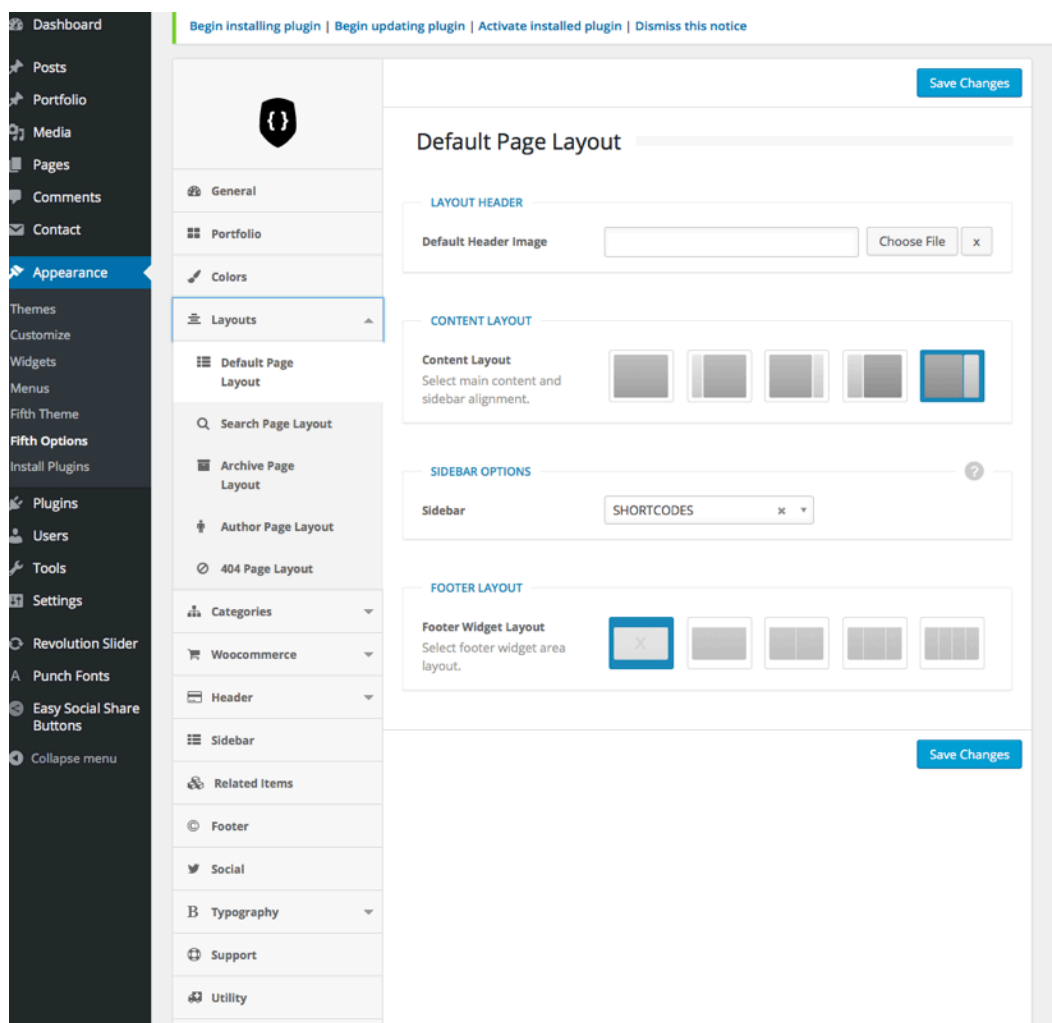 Dashboard
Posts
Portfolio
Media
Pages
Comments
Contact
Appearance
Themes
Customize
Widgets
Menus
Fifth Theme
Fifth Options
Install Plugins
Plugins
Users
Tools
Settings
Revolution Slider
Punch Fonts
Easy Social Share
Buttons
Collapse menu
Begin installing plugin | Begin updating plugin | Activate installed plugin | Dismiss this notice
General
Portfolio
Colors
Layouts
Default Page
Layout
Search Page Layout
Archive Page
Layout
Author Page Layout
404 Page Layout
Categories
Woocommerce
Header
Sidebar
Related Items
Footer
Social
Typography
Support
Utility
Save Changes
Default Page Layout
LAYOUT HEADER
Default Header Image
Choose File
x
CONTENT LAYOUT
Content Layout
Select main content and
sidebar alignment.
SIDEBAR OPTIONS
?
Sidebar
SHORTCODES
×
FOOTER LAYOUT
Footer Widget Layout
Select footer widget area
layout.
X
Save Changes